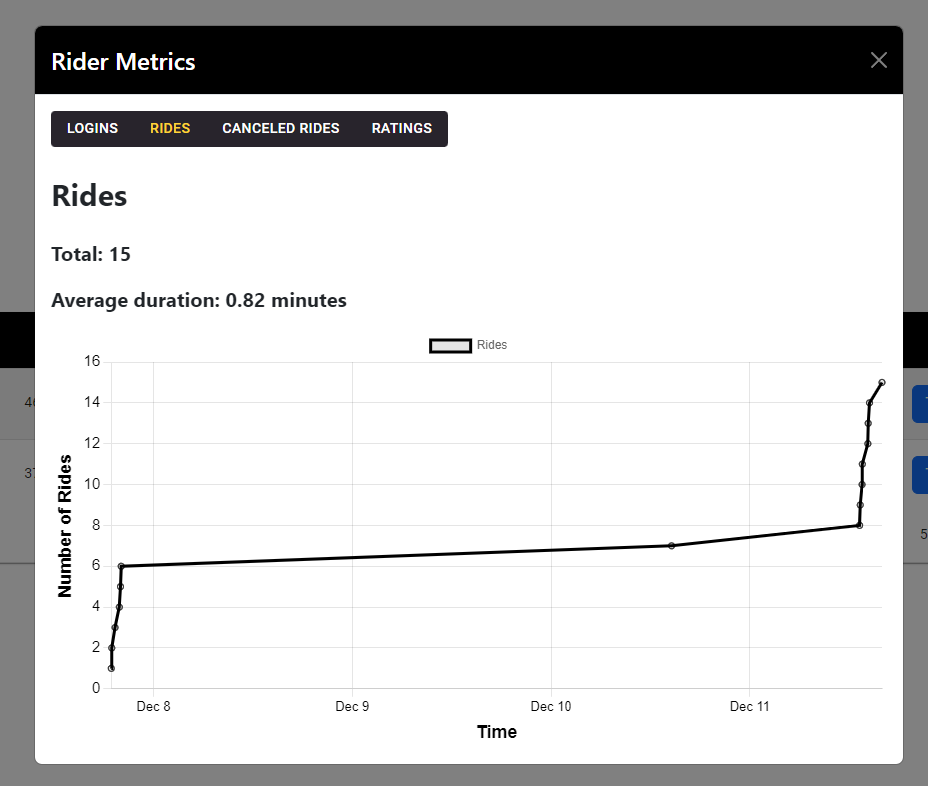 Rider Metrics
LOGINS RIDES CANCELED RIDES RATINGS
Rides
Total: 15
Average duration: 0.82 minutes
Rides
16
14
12
10
8
6
4
2
0
Number of Rides
Dec 8 Dec 9 Dec 10 Dec 11
Time